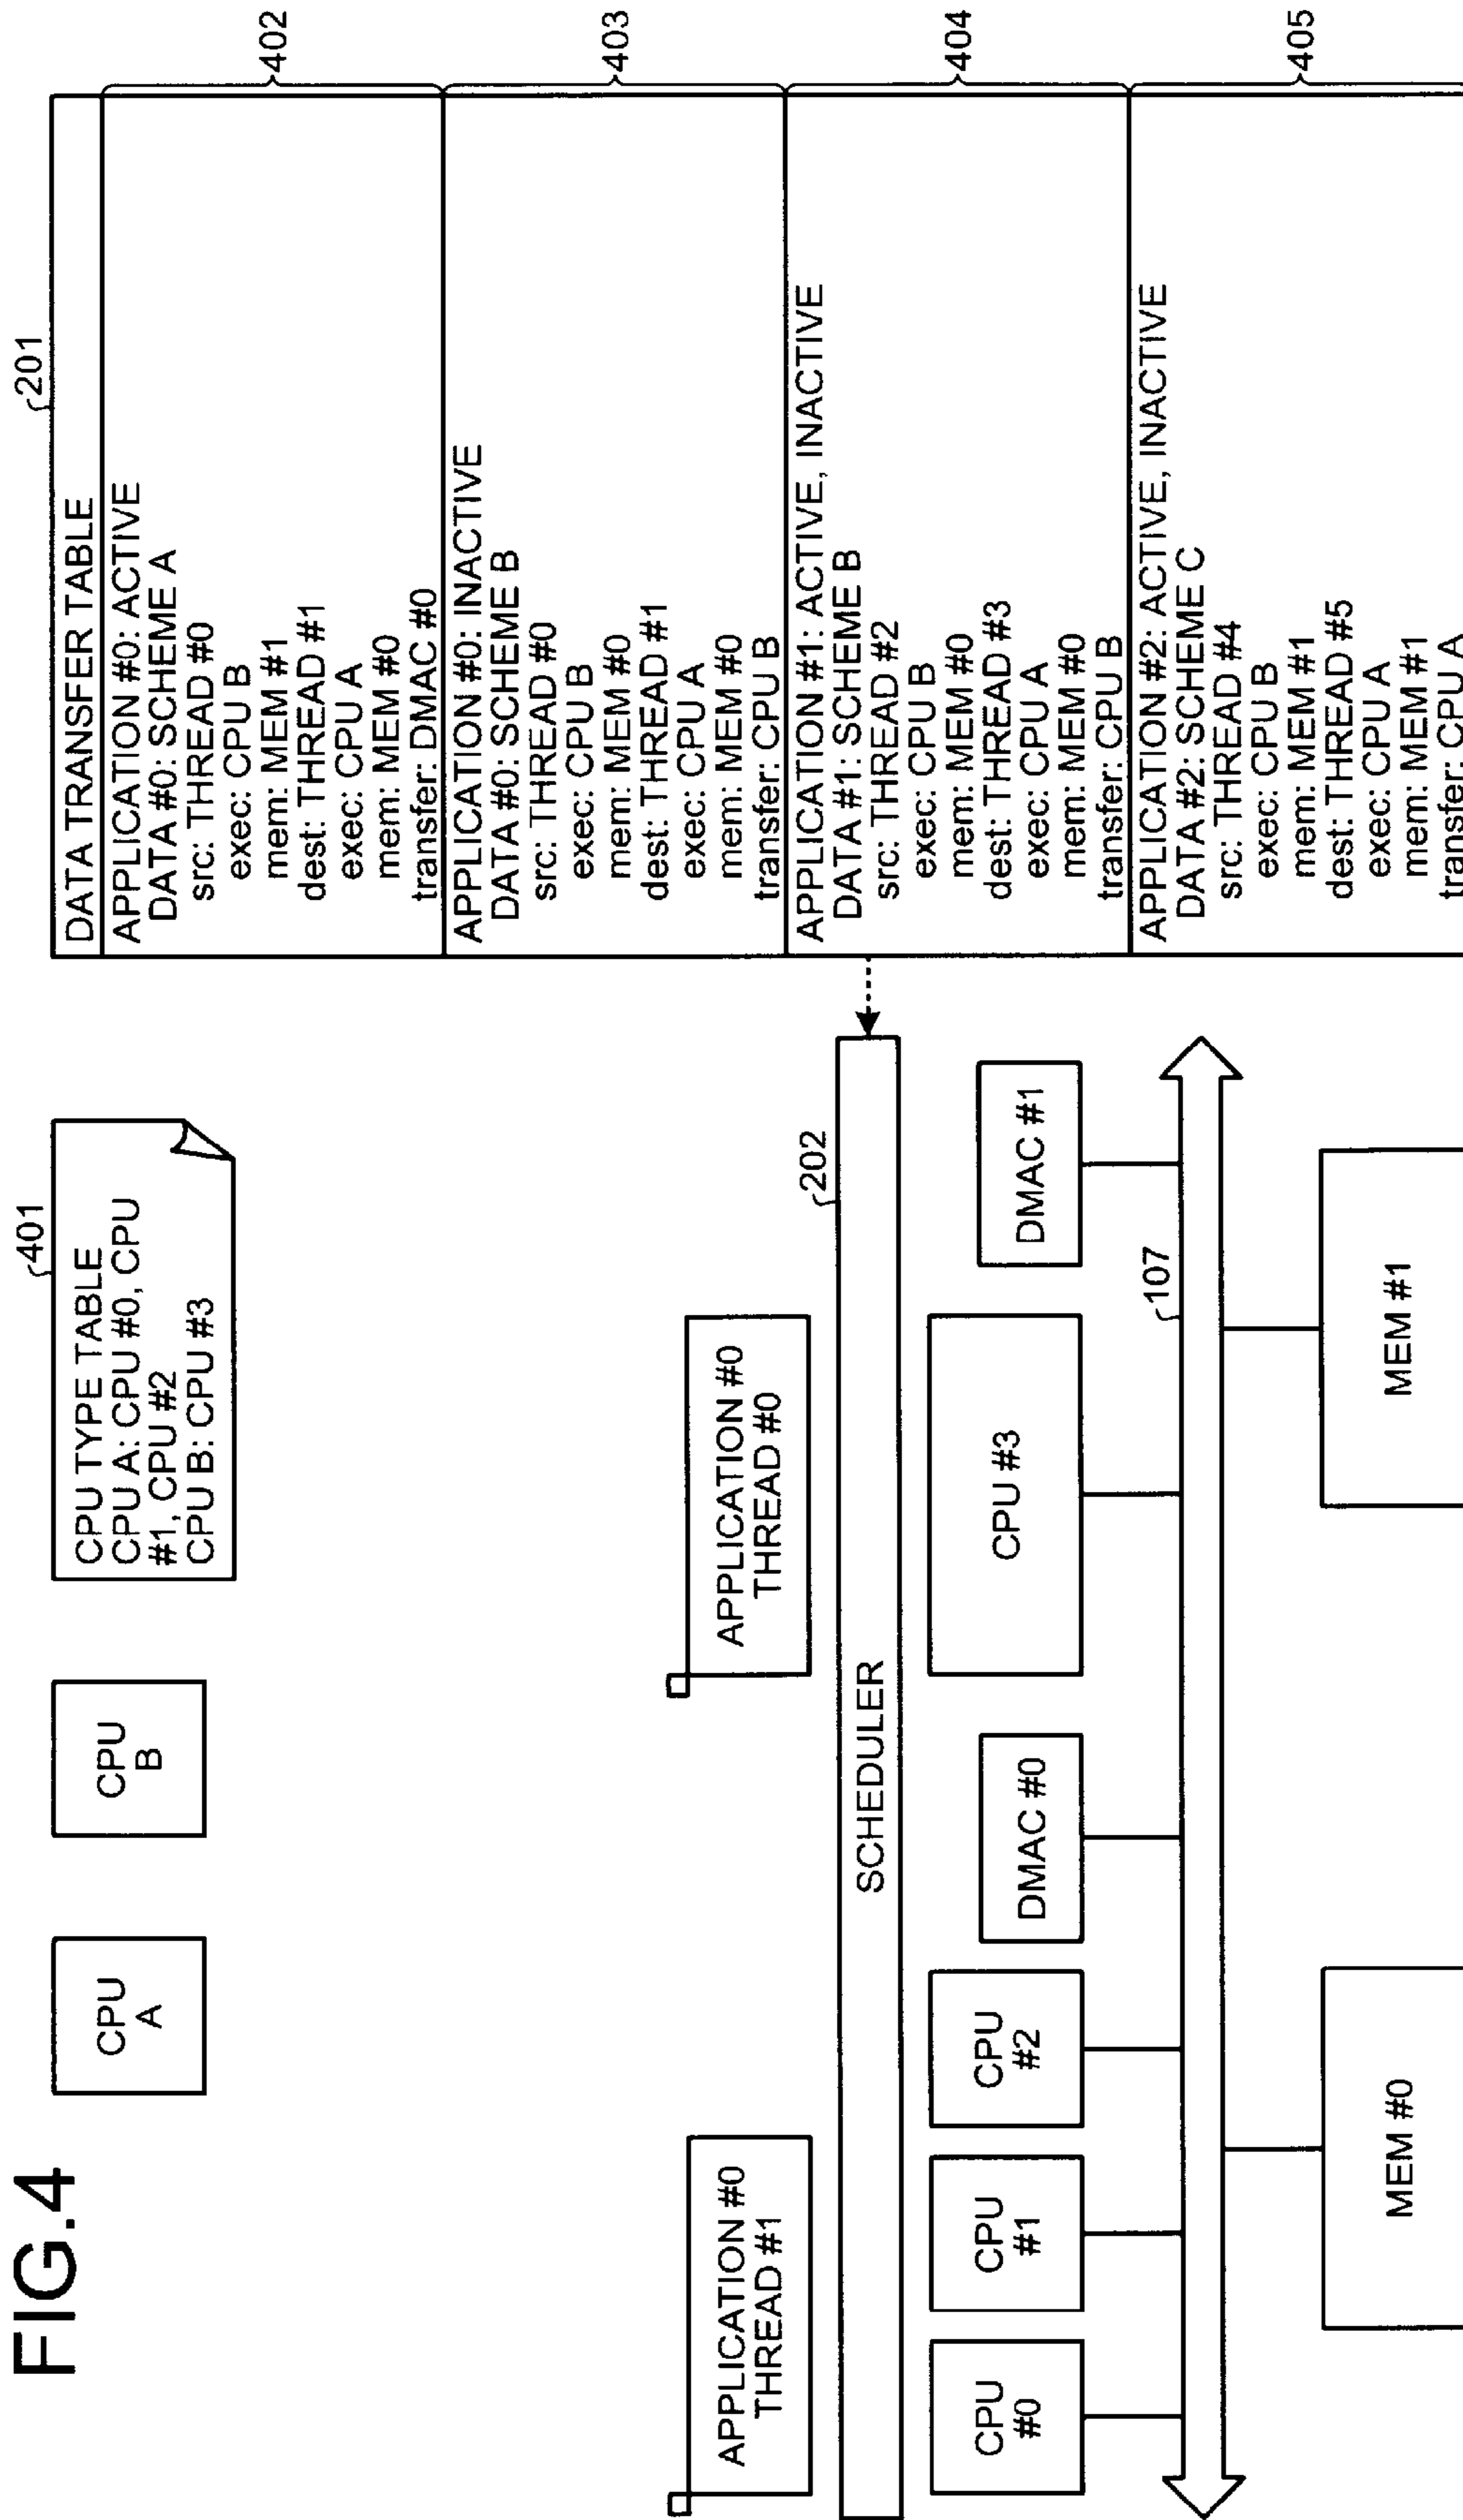 FIG.4
CPU
A
CPU
B
401
CPU TYPE TABLE
CPU A: CPU #0, CPU
#1, CPU #2
CPU B: CPU #3
201
DATA TRANSFER TABLE
APPLICATION #0: ACTIVE
DATA #0: SCHEME A
src: THREAD #0
exec: CPU B
mem: MEM #1
dest: THREAD #1
exec: CPU A
mem: MEM #0
transfer: DMAC #0
402
APPLICATION #0: INACTIVE
DATA #0: SCHEME B
src: THREAD #0
exec: CPU B
mem: MEM #0
dest: THREAD #1
exec: CPU A
mem: MEM #0
transfer: CPU B
403
APPLICATION #1: ACTIVE, INACTIVE
DATA #1: SCHEME B
src: THREAD #2
exec: CPU B
mem: MEM #0
dest: THREAD #3
exec: CPU A
mem: MEM #0
transfer: CPU B
404
APPLICATION #2: ACTIVE, INACTIVE
DATA #2: SCHEME C
src: THREAD #4
exec: CPU B
mem: MEM #1
dest: THREAD #5
exec: CPU A
mem: MEM #1
transfer: CPU A
405
APPLICATION #0
THREAD #1
APPLICATION #0
THREAD #0
202
SCHEDULER
CPU
#0
CPU
#1
CPU
#2
DMAC #0
CPU #3
DMAC #1
107
MEM #0
MEM #1